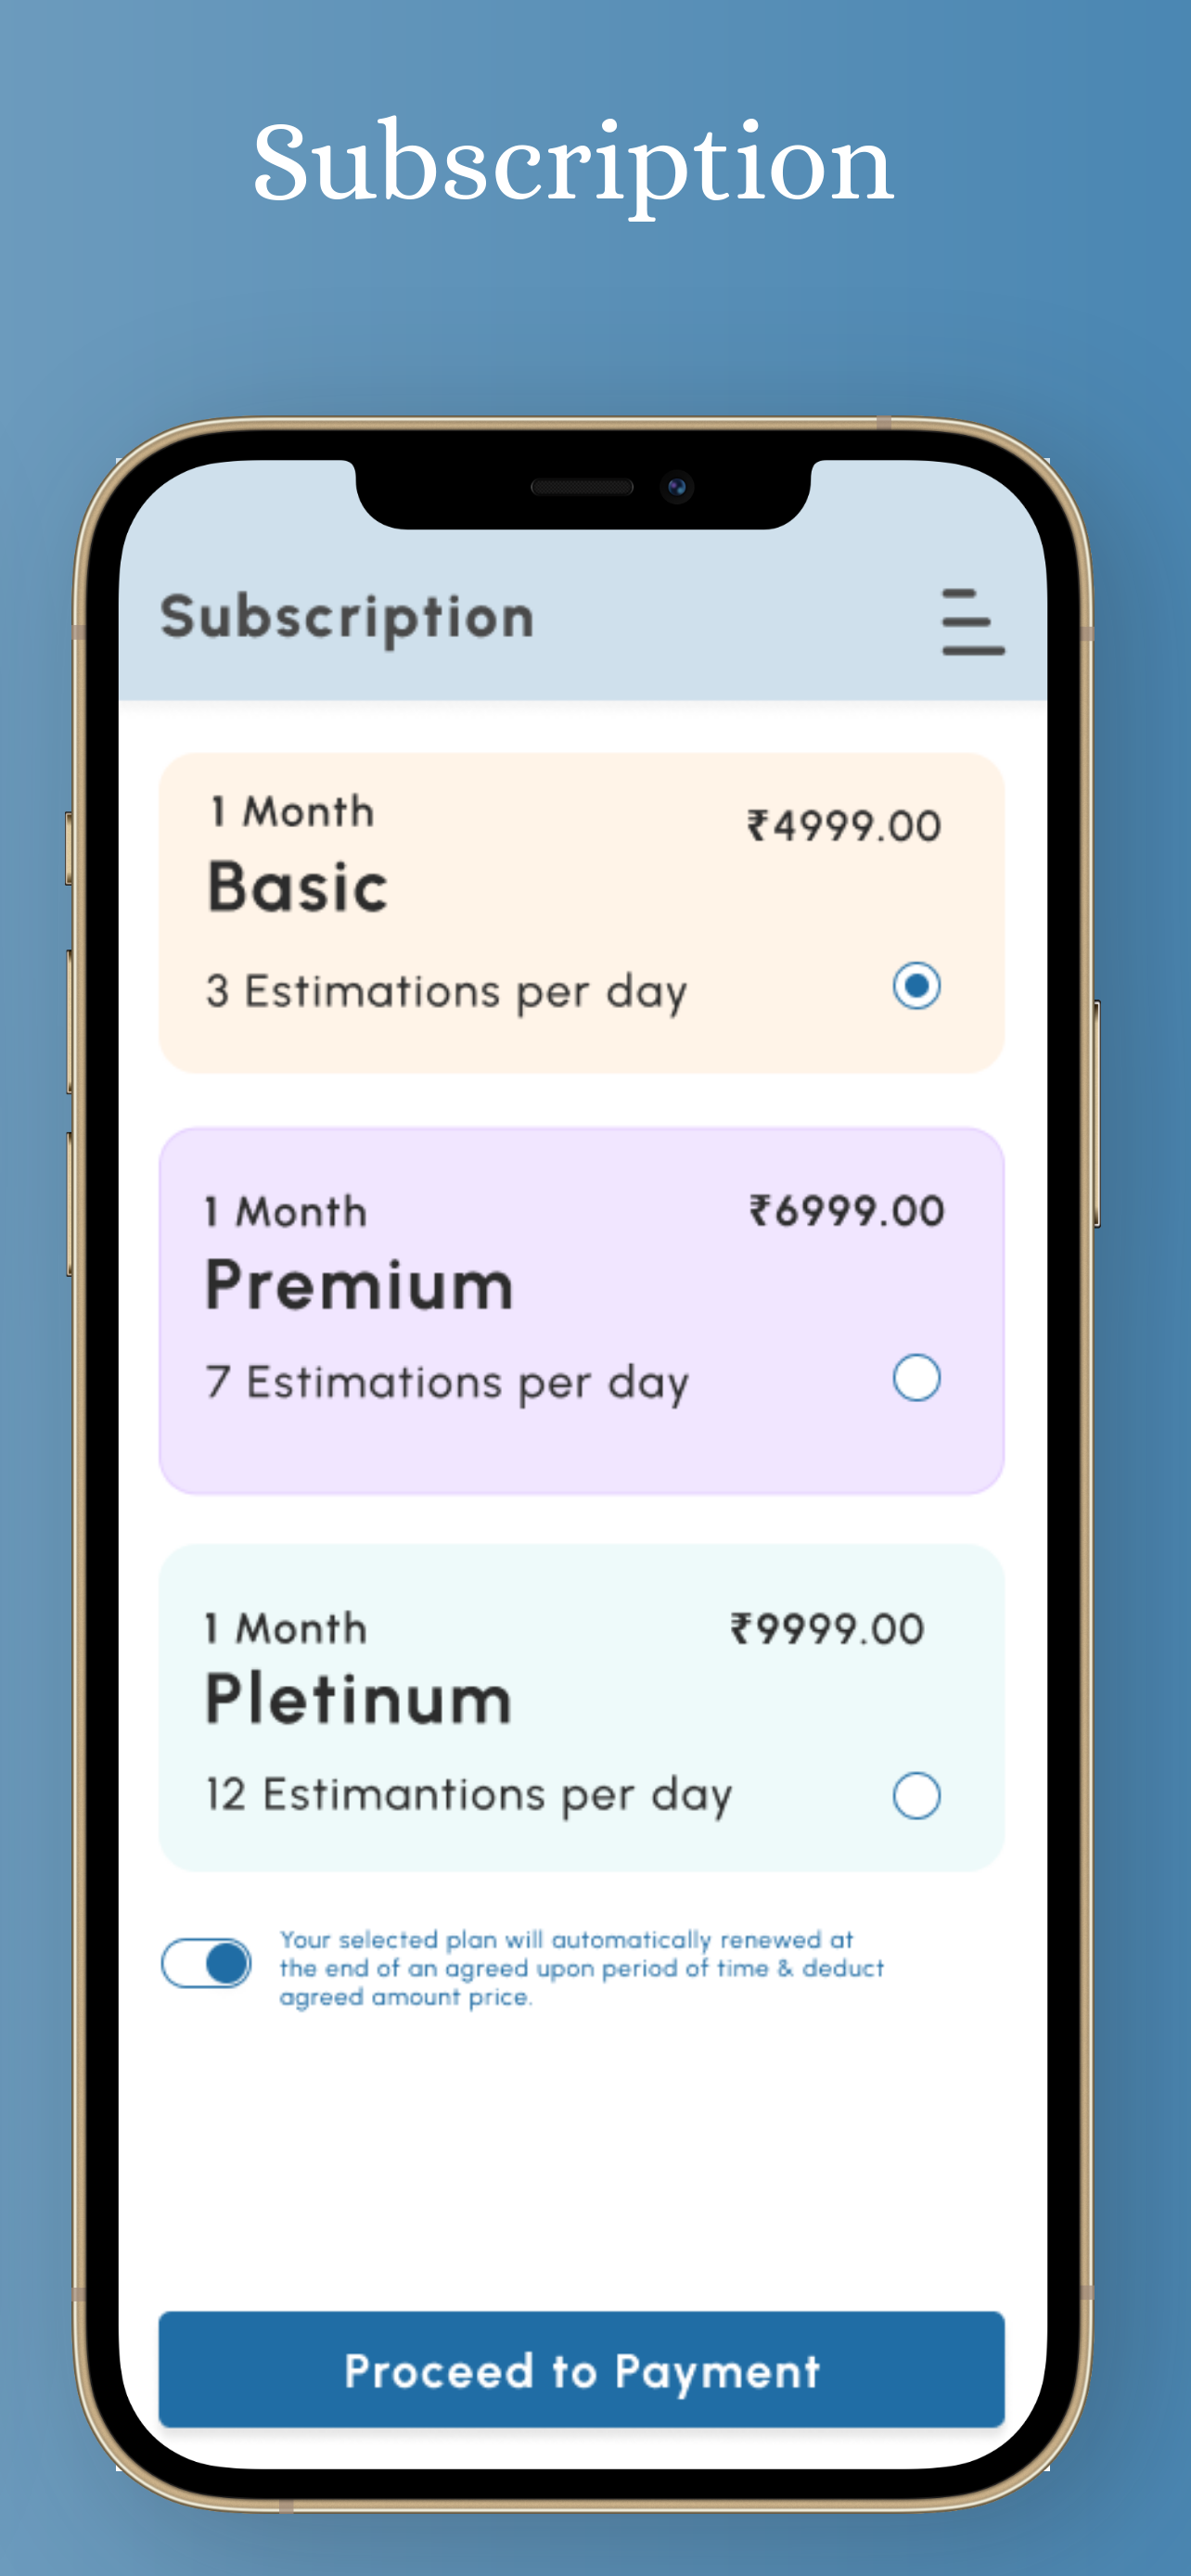 Subscription
Subscription
1 Month
₹4999.00
Basic
3 Estimations per day
1 Month
₹6999.00
Premium
7 Estimations per day
1 Month
₹9999.00
Pletinum
12 Estimantions per day
Your selected plan will automatically renewed at
the end of an agreed upon period of time & deduct
agreed amount price.
Proceed to Payment